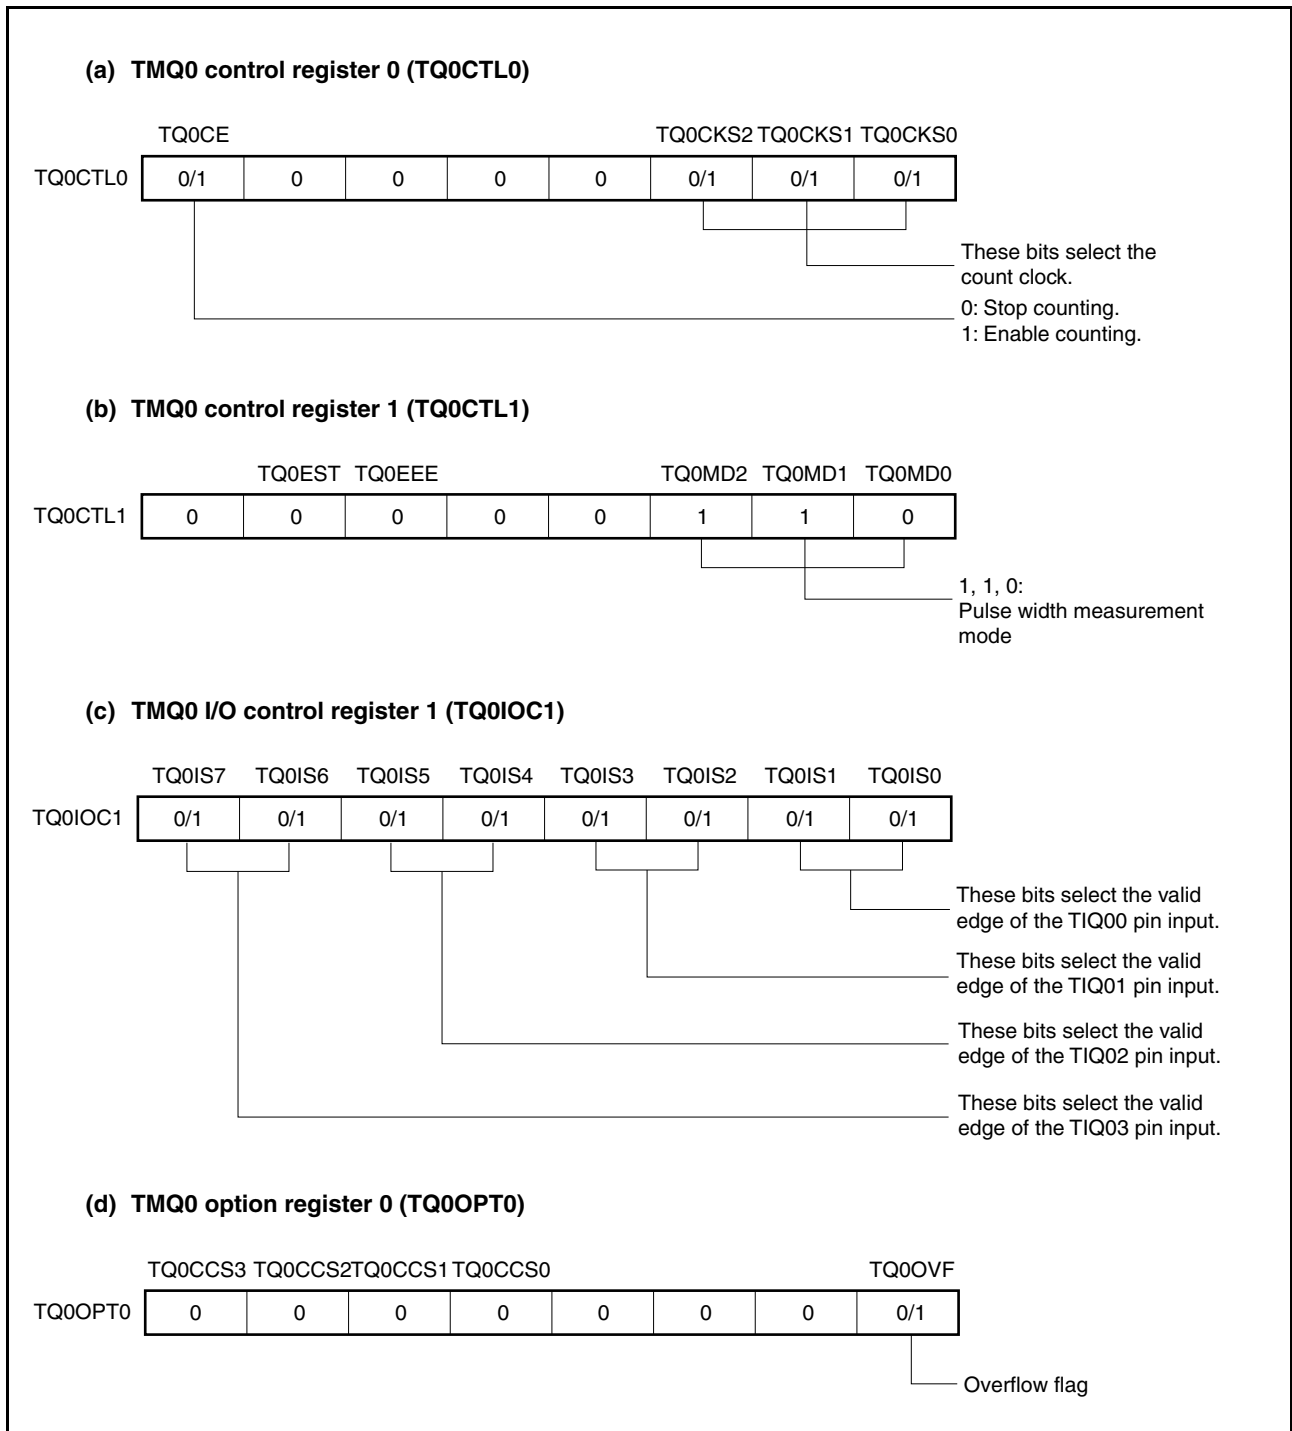 (a) TMQ0 control register 0 (TQ0CTL0)
TQ0CE TQ0CKS2 TQ0CKS1 TQ0CKS0
TQ0CTL0 0/1 0 0 0 0 0/1 0/1 0/1
These bits select the
count clock.
0: Stop counting.
1: Enable counting.
(b) TMQ0 control register 1 (TQ0CTL1)
TQ0EST TQ0EEE TQ0MD2 TQ0MD1 TQ0MD0
TQ0CTL1 0 0 0 0 0 1 1 0
1, 1, 0:
Pulse width measurement
mode
(c) TMQ0 I/O control register 1 (TQ0IOC1)
TQ0IS7 TQ0IS6 TQ0IS5 TQ0IS4 TQ0IS3 TQ0IS2 TQ0IS1 TQ0IS0
TQ0IOC1 0/1 0/1 0/1 0/1 0/1 0/1 0/1 0/1
These bits select the valid
edge of the TIQ00 pin input.
These bits select the valid
edge of the TIQ01 pin input.
These bits select the valid
edge of the TIQ02 pin input.
These bits select the valid
edge of the TIQ03 pin input.
(d) TMQ0 option register 0 (TQ0OPT0)
TQ0CCS3 TQ0CCS2TQ0CCS1 TQ0CCS0 TQ0OVF
TQ0OPT0 0 0 0 0 0 0 0 0/1
Overflow flag